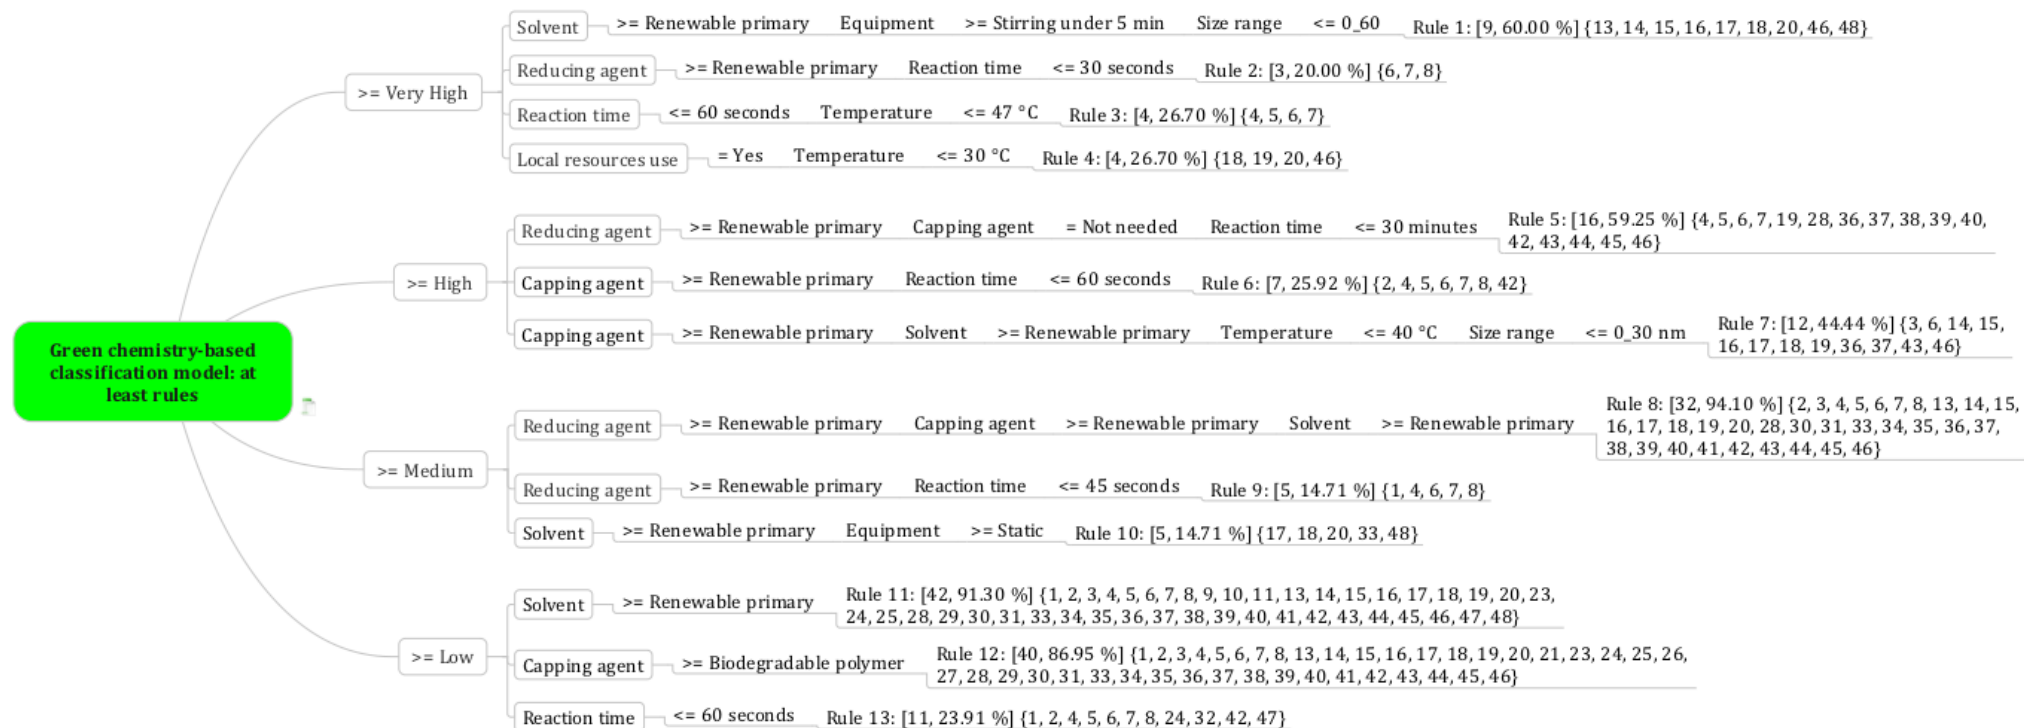 Green chemistry-based
classification model: at
least rules
>= Very High
Solvent >= Renewable primary Equipment >= Stirring under 5 min Size range <= 0_60 Rule 1: [9, 60.00 %] {13, 14, 15, 16, 17, 18, 20, 46, 48}
Reducing agent >= Renewable primary Reaction time <= 30 seconds Rule 2: [3, 20.00 %] {6, 7, 8}
Reaction time <= 60 seconds Temperature <= 47 °C Rule 3: [4, 26.70 %] {4, 5, 6, 7}
Local resources use = Yes Temperature <= 30 °C Rule 4: [4, 26.70 %] {18, 19, 20, 46}
>= High
Reducing agent >= Renewable primary Capping agent = Not needed Reaction time <= 30 minutes Rule 5: [16, 59.25 %] {4, 5, 6, 7, 19, 28, 36, 37, 38, 39, 40,
42, 43, 44, 45, 46}
Capping agent >= Renewable primary Reaction time <= 60 seconds Rule 6: [7, 25.92 %] {2, 4, 5, 6, 7, 8, 42}
Capping agent >= Renewable primary Solvent >= Renewable primary Temperature <= 40 °C Size range <= 0_30 nm Rule 7: [12, 44.44 %] {3, 6, 14, 15,
16, 17, 18, 19, 36, 37, 43, 46}
>= Medium
Reducing agent >= Renewable primary Capping agent >= Renewable primary Solvent >= Renewable primary Rule 8: [32, 94.10 %] {2, 3, 4, 5, 6, 7, 8, 13, 14, 15,
16, 17, 18, 19, 20, 28, 30, 31, 33, 34, 35, 36, 37,
38, 39, 40, 41, 42, 43, 44, 45, 46}
Reducing agent >= Renewable primary Reaction time <= 45 seconds Rule 9: [5, 14.71 %] {1, 4, 6, 7, 8}
Solvent >= Renewable primary Equipment >= Static Rule 10: [5, 14.71 %] {17, 18, 20, 33, 48}
>= Low
Solvent >= Renewable primary Rule 11: [42, 91.30 %] {1, 2, 3, 4, 5, 6, 7, 8, 9, 10, 11, 13, 14, 15, 16, 17, 18, 19, 20, 23,
24, 25, 28, 29, 30, 31, 33, 34, 35, 36, 37, 38, 39, 40, 41, 42, 43, 44, 45, 46, 47, 48}
Capping agent >= Biodegradable polymer Rule 12: [40, 86.95 %] {1, 2, 3, 4, 5, 6, 7, 8, 13, 14, 15, 16, 17, 18, 19, 20, 21, 23, 24, 25, 26,
27, 28, 29, 30, 31, 33, 34, 35, 36, 37, 38, 39, 40, 41, 42, 43, 44, 45, 46}
Reaction time <= 60 seconds Rule 13: [11, 23.91 %] {1, 2, 4, 5, 6, 7, 8, 24, 32, 42, 47}